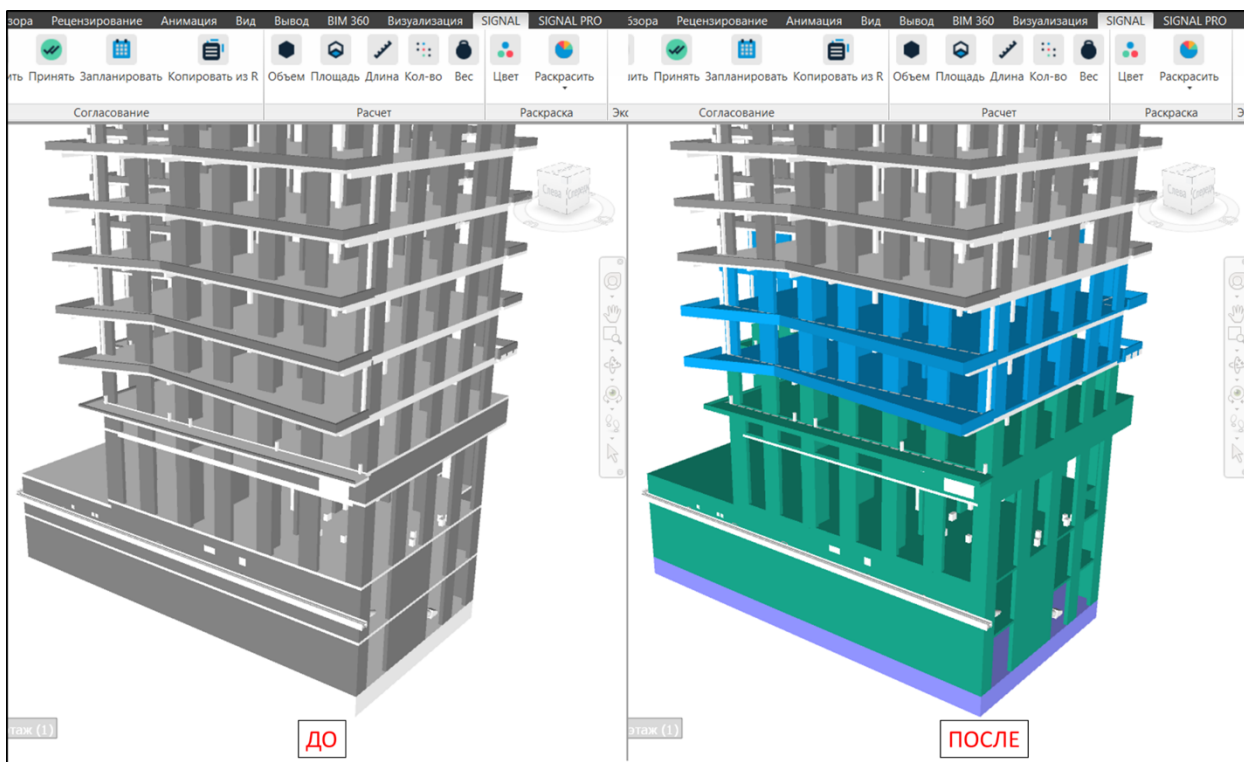 зора Рецензирование Анимация Вид Вывод BIM 360 Визуализация SIGNAL SIGNAL PRO
ить Принять Запланировать Копировать из R Объем Площадь Длина Кол-во Вес Цвет Раскрасить
Согласование Расчет Раскраска Экс
этаж (1)
ДО
бзора Рецензирование Анимация Вид Вывод BIM 360 Визуализация SIGNAL SIGNAL PRO
ить Принять Запланировать Копировать из R Объем Площадь Длина Кол-во Вес Цвет Раскрасить
Согласование Расчет Раскраска Э
этаж (1)
ПОСЛЕ